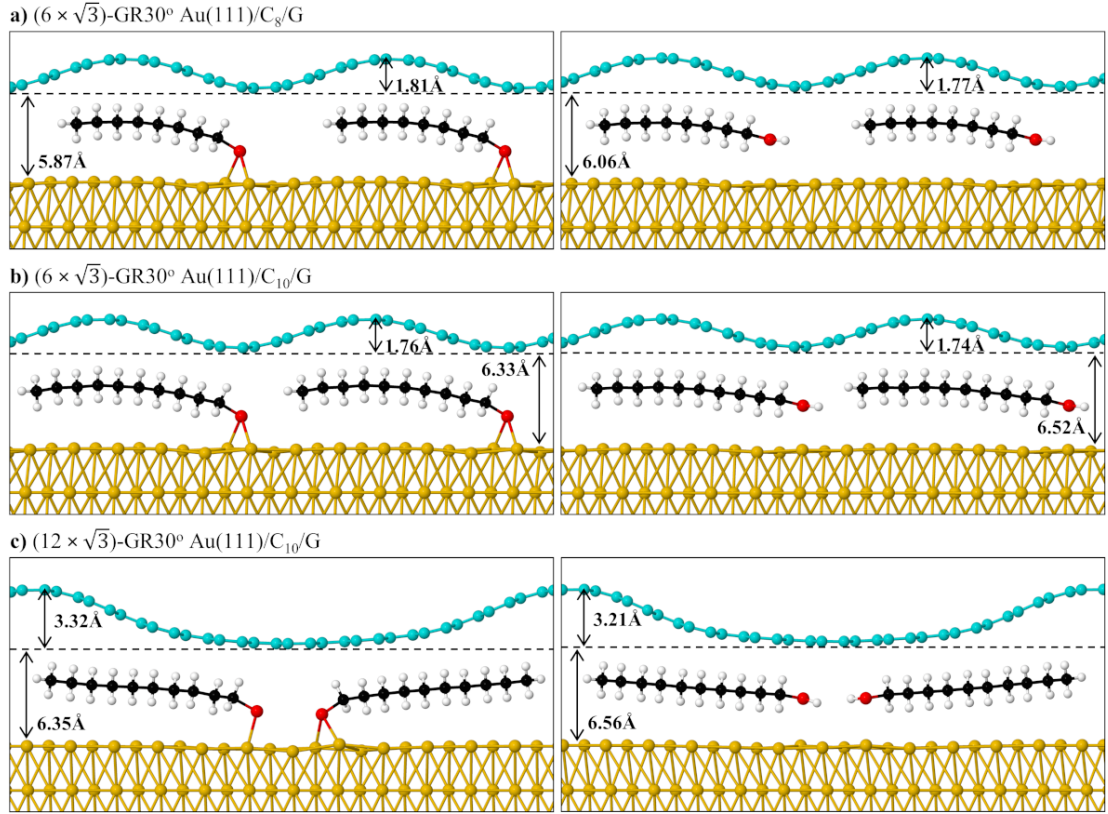 a) (6 × √3)-GR30° Au(111)/C₈/G
1.81Å
1.77Å
5.87Å
6.06Å
b) (6 × √3)-GR30° Au(111)/C₁₀/G
1.76Å
1.74Å
6.33Å
6.52Å
c) (12 × √3)-GR30° Au(111)/C₁₀/G
3.32Å
3.21Å
6.35Å
6.56Å